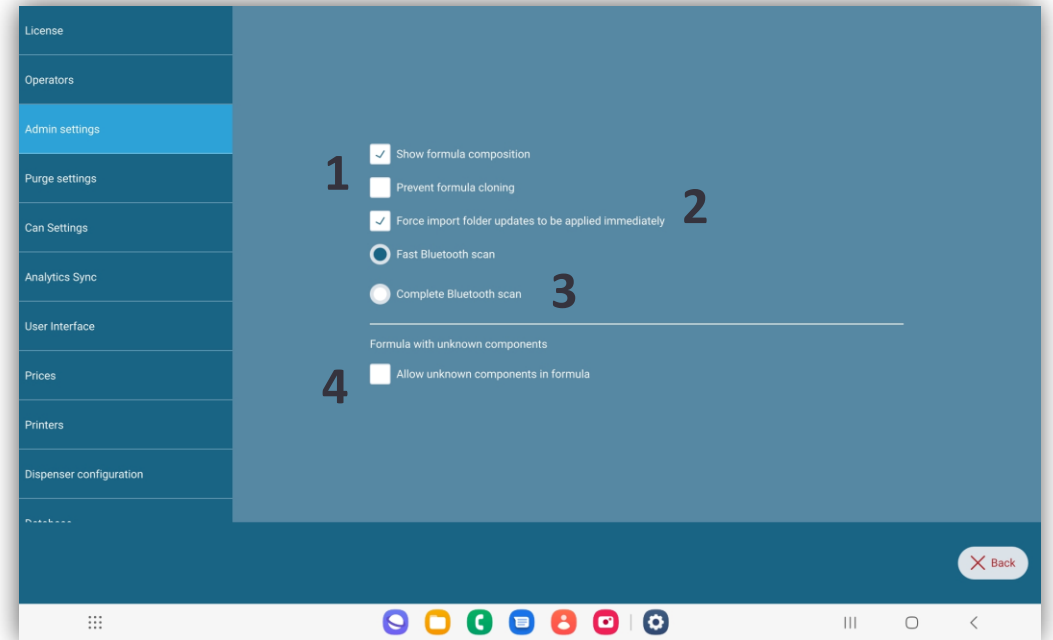 License
Operators
Admin settings
Purge settings
Can Settings
Analytics Sync
User Interface
Prices
Printers
Dispenser configuration
Database
1
Show formula composition
Prevent formula cloning
Force import folder updates to be applied immediately
2
Fast Bluetooth scan
Complete Bluetooth scan
3
Formula with unknown components
4
Allow unknown components in formula
Back